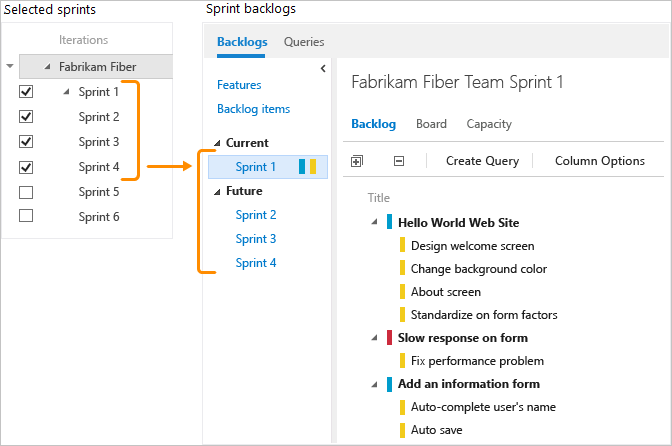 Selected sprints
Iterations
Fabrikam Fiber
Sprint 1
Sprint 2
Sprint 3
Sprint 4
Sprint 5
Sprint 6
Sprint backlogs
Backlogs Queries
Features
Backlog items
Current
Sprint 1
Future
Sprint 2
Sprint 3
Sprint 4
Fabrikam Fiber Team Sprint 1
Backlog Board Capacity
Create Query Column Options
Title
Hello World Web Site
Design welcome screen
Change background color
About screen
Standardize on form factors
Slow response on form
Fix performance problem
Add an information form
Auto-complete user's name
Auto save